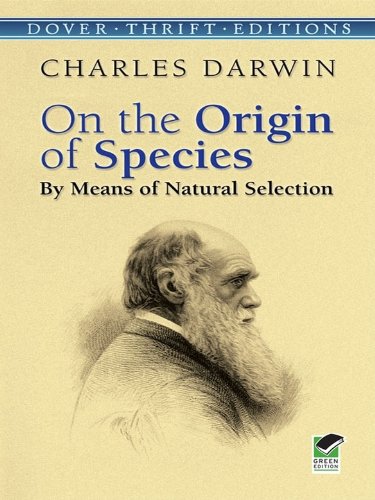 DOVER · THRIFT · EDITIONS
CHARLES DARWIN
On the Origin
of Species
By Means of Natural Selection
GREEN
EDITION